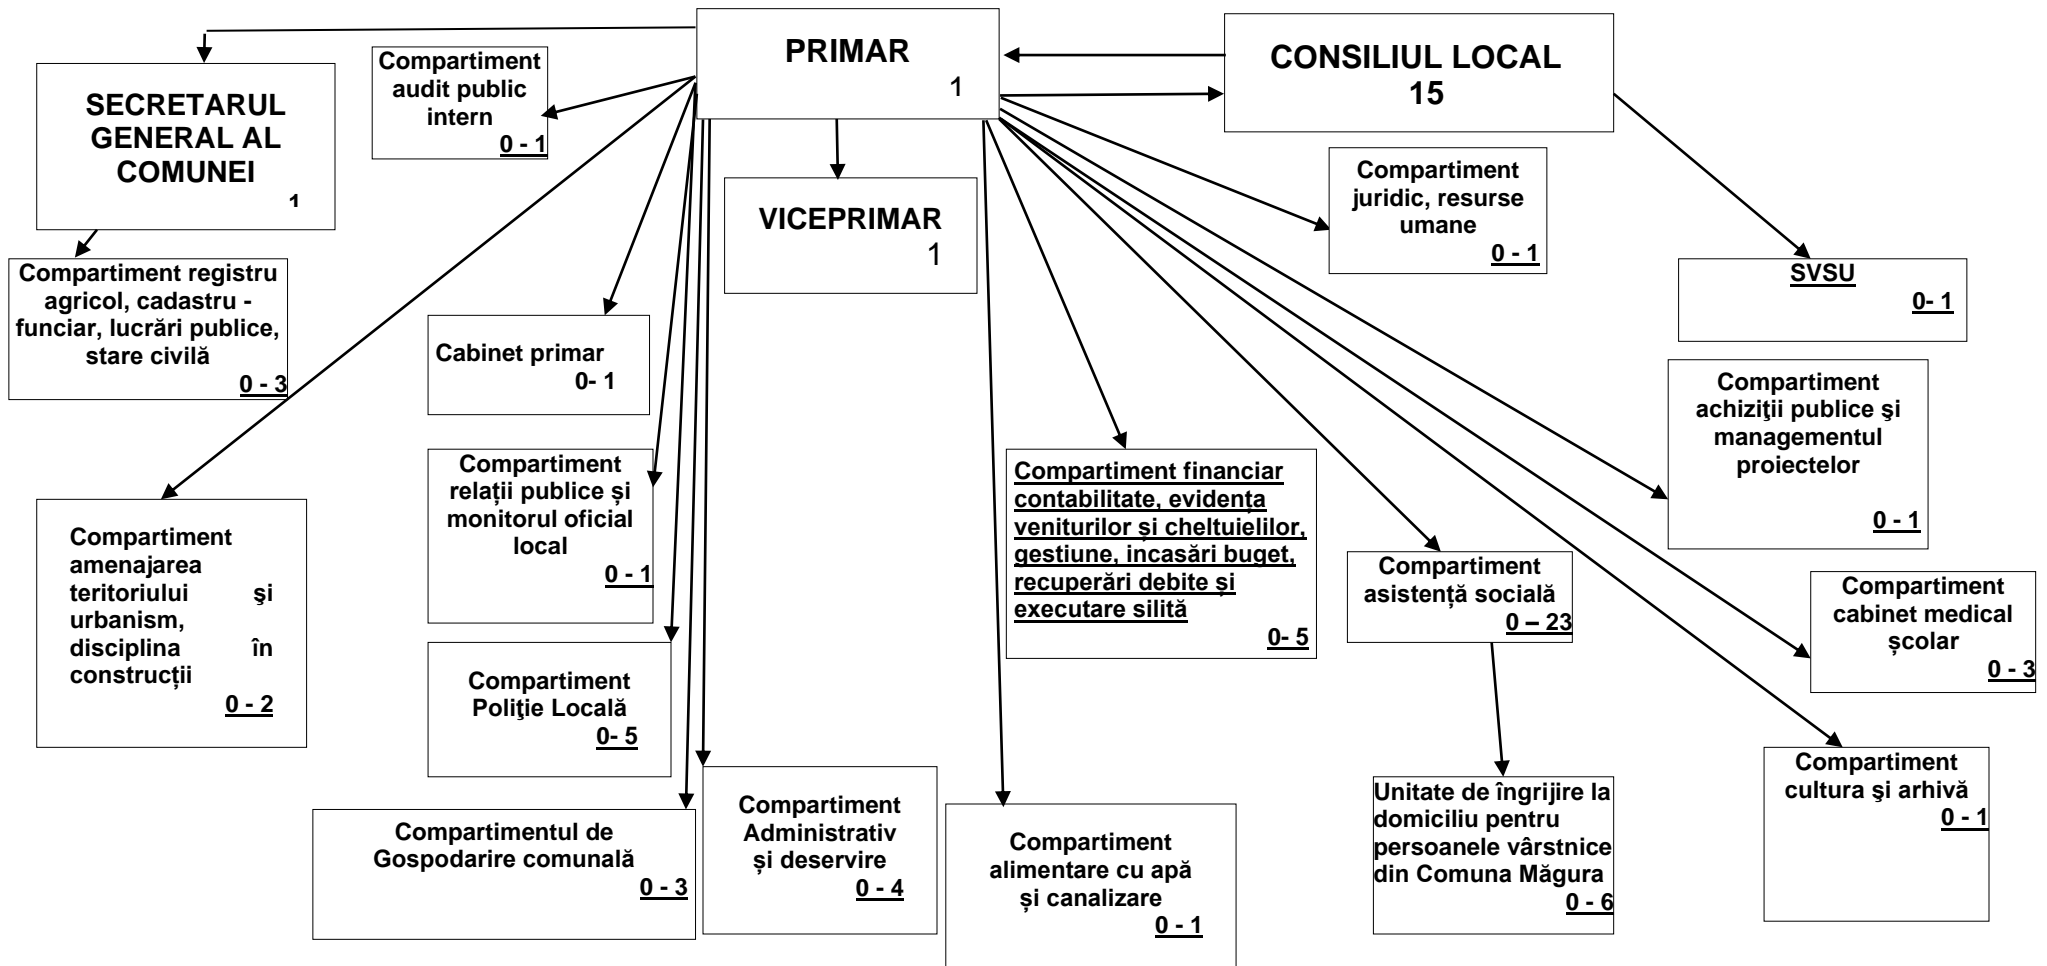 PRIMAR
1
CONSILIUL LOCAL
15
SECRETARUL
GENERAL AL
COMUNEI
1
Compartiment
audit public
intern
0 - 1
VICEPRIMAR
1
Compartiment
juridic, resurse
umane
0 - 1
SVSU
0- 1
Compartiment registru
agricol, cadastru -
funciar, lucrări publice,
stare civilă
0 - 3
Cabinet primar
0- 1
Compartiment
achiziţii publice şi
managementul
proiectelor
0 - 1
Compartiment
relații publice și
monitorul oficial
local
0 - 1
Compartiment financiar
contabilitate, evidența
veniturilor și cheltuielilor,
gestiune, incasări buget,
recuperări debite și
executare silită
0- 5
Compartiment
amenajarea
teritoriului şi
urbanism,
disciplina în
construcții
0 - 2
Compartiment
asistență socială
0 – 23
Compartiment
cabinet medical
școlar
0 - 3
Compartiment
Poliţie Locală
0- 5
Compartimentul de
Gospodarire comunală
0 - 3
Compartiment
Administrativ
și deservire
0 - 4
Compartiment
alimentare cu apă
și canalizare
0 - 1
Unitate de îngrijire la
domiciliu pentru
persoanele vârstnice
din Comuna Măgura
0 - 6
Compartiment
cultura şi arhivă
0 - 1